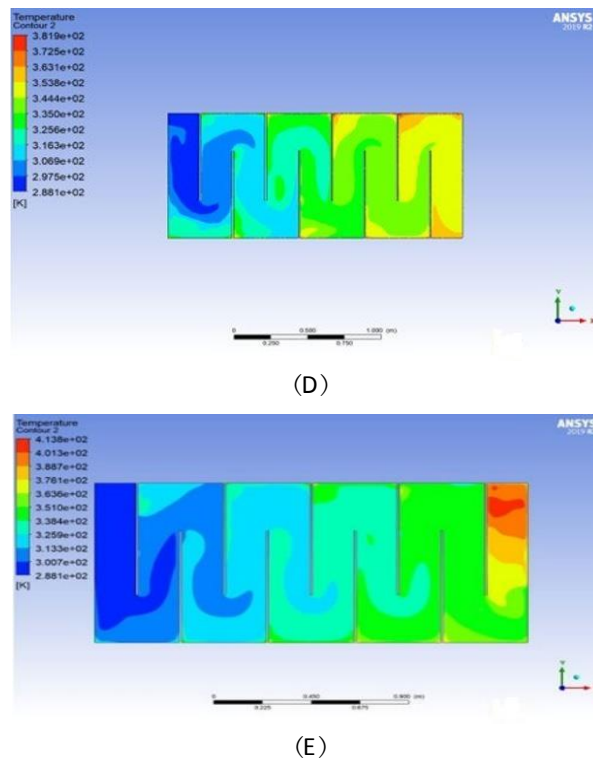 Temperature
Contour 2
3.819e+02
3.725e+02
3.631e+02
3.538e+02
3.444e+02
3.350e+02
3.256e+02
3.163e+02
3.069e+02
2.975e+02
2.881e+02
[K]
ANSYS
2019 R2
Y
X
0
0.500
1.000 (m)
0.250
0.750
(D)
Temperature
Contour 2
4.138e+02
4.013e+02
3.887e+02
3.761e+02
3.636e+02
3.510e+02
3.384e+02
3.259e+02
3.133e+02
3.007e+02
2.881e+02
[K]
ANSYS
2019 R2
Y
X
0
0.450
0.900 (m)
0.225
0.675
(E)